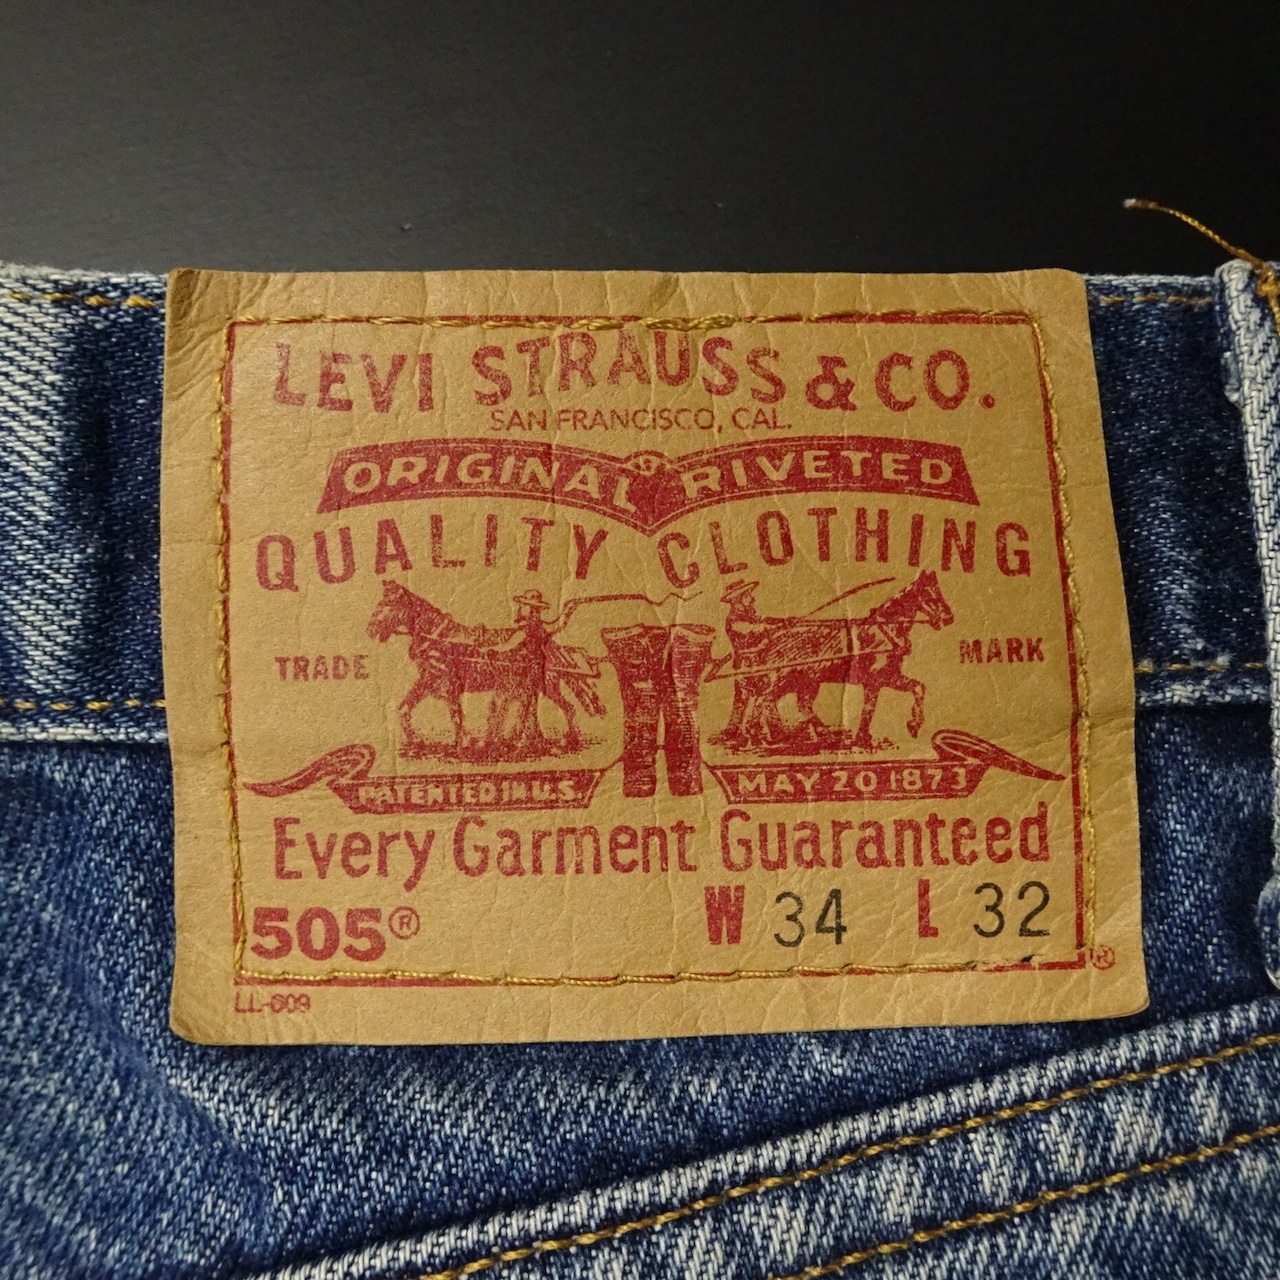 LEVI STRAUSS & CO.
SAN FRANCISCO, CAL.
ORIGINAL RIVETED
QUALITY CLOTHING
TRADE MARK
PATENTED IN U.S. MAY 20 1873
Every Garment Guaranteed
505® W 34 L 32
®
LL-609